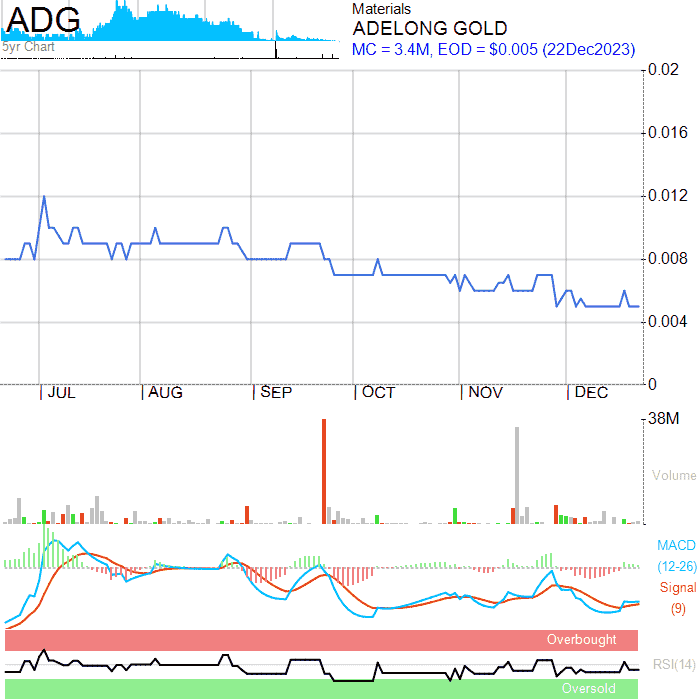 ADG
5yr Chart
Materials
ADELONG GOLD
MC = 3.4M, EOD = $0.005 (22Dec2023)
0.02
0.016
0.012
0.008
0.004
0
JUL AUG SEP OCT NOV DEC
38M
Volume
MACD
(12-26)
Signal
(9)
Overbought
RSI(14)
Oversold